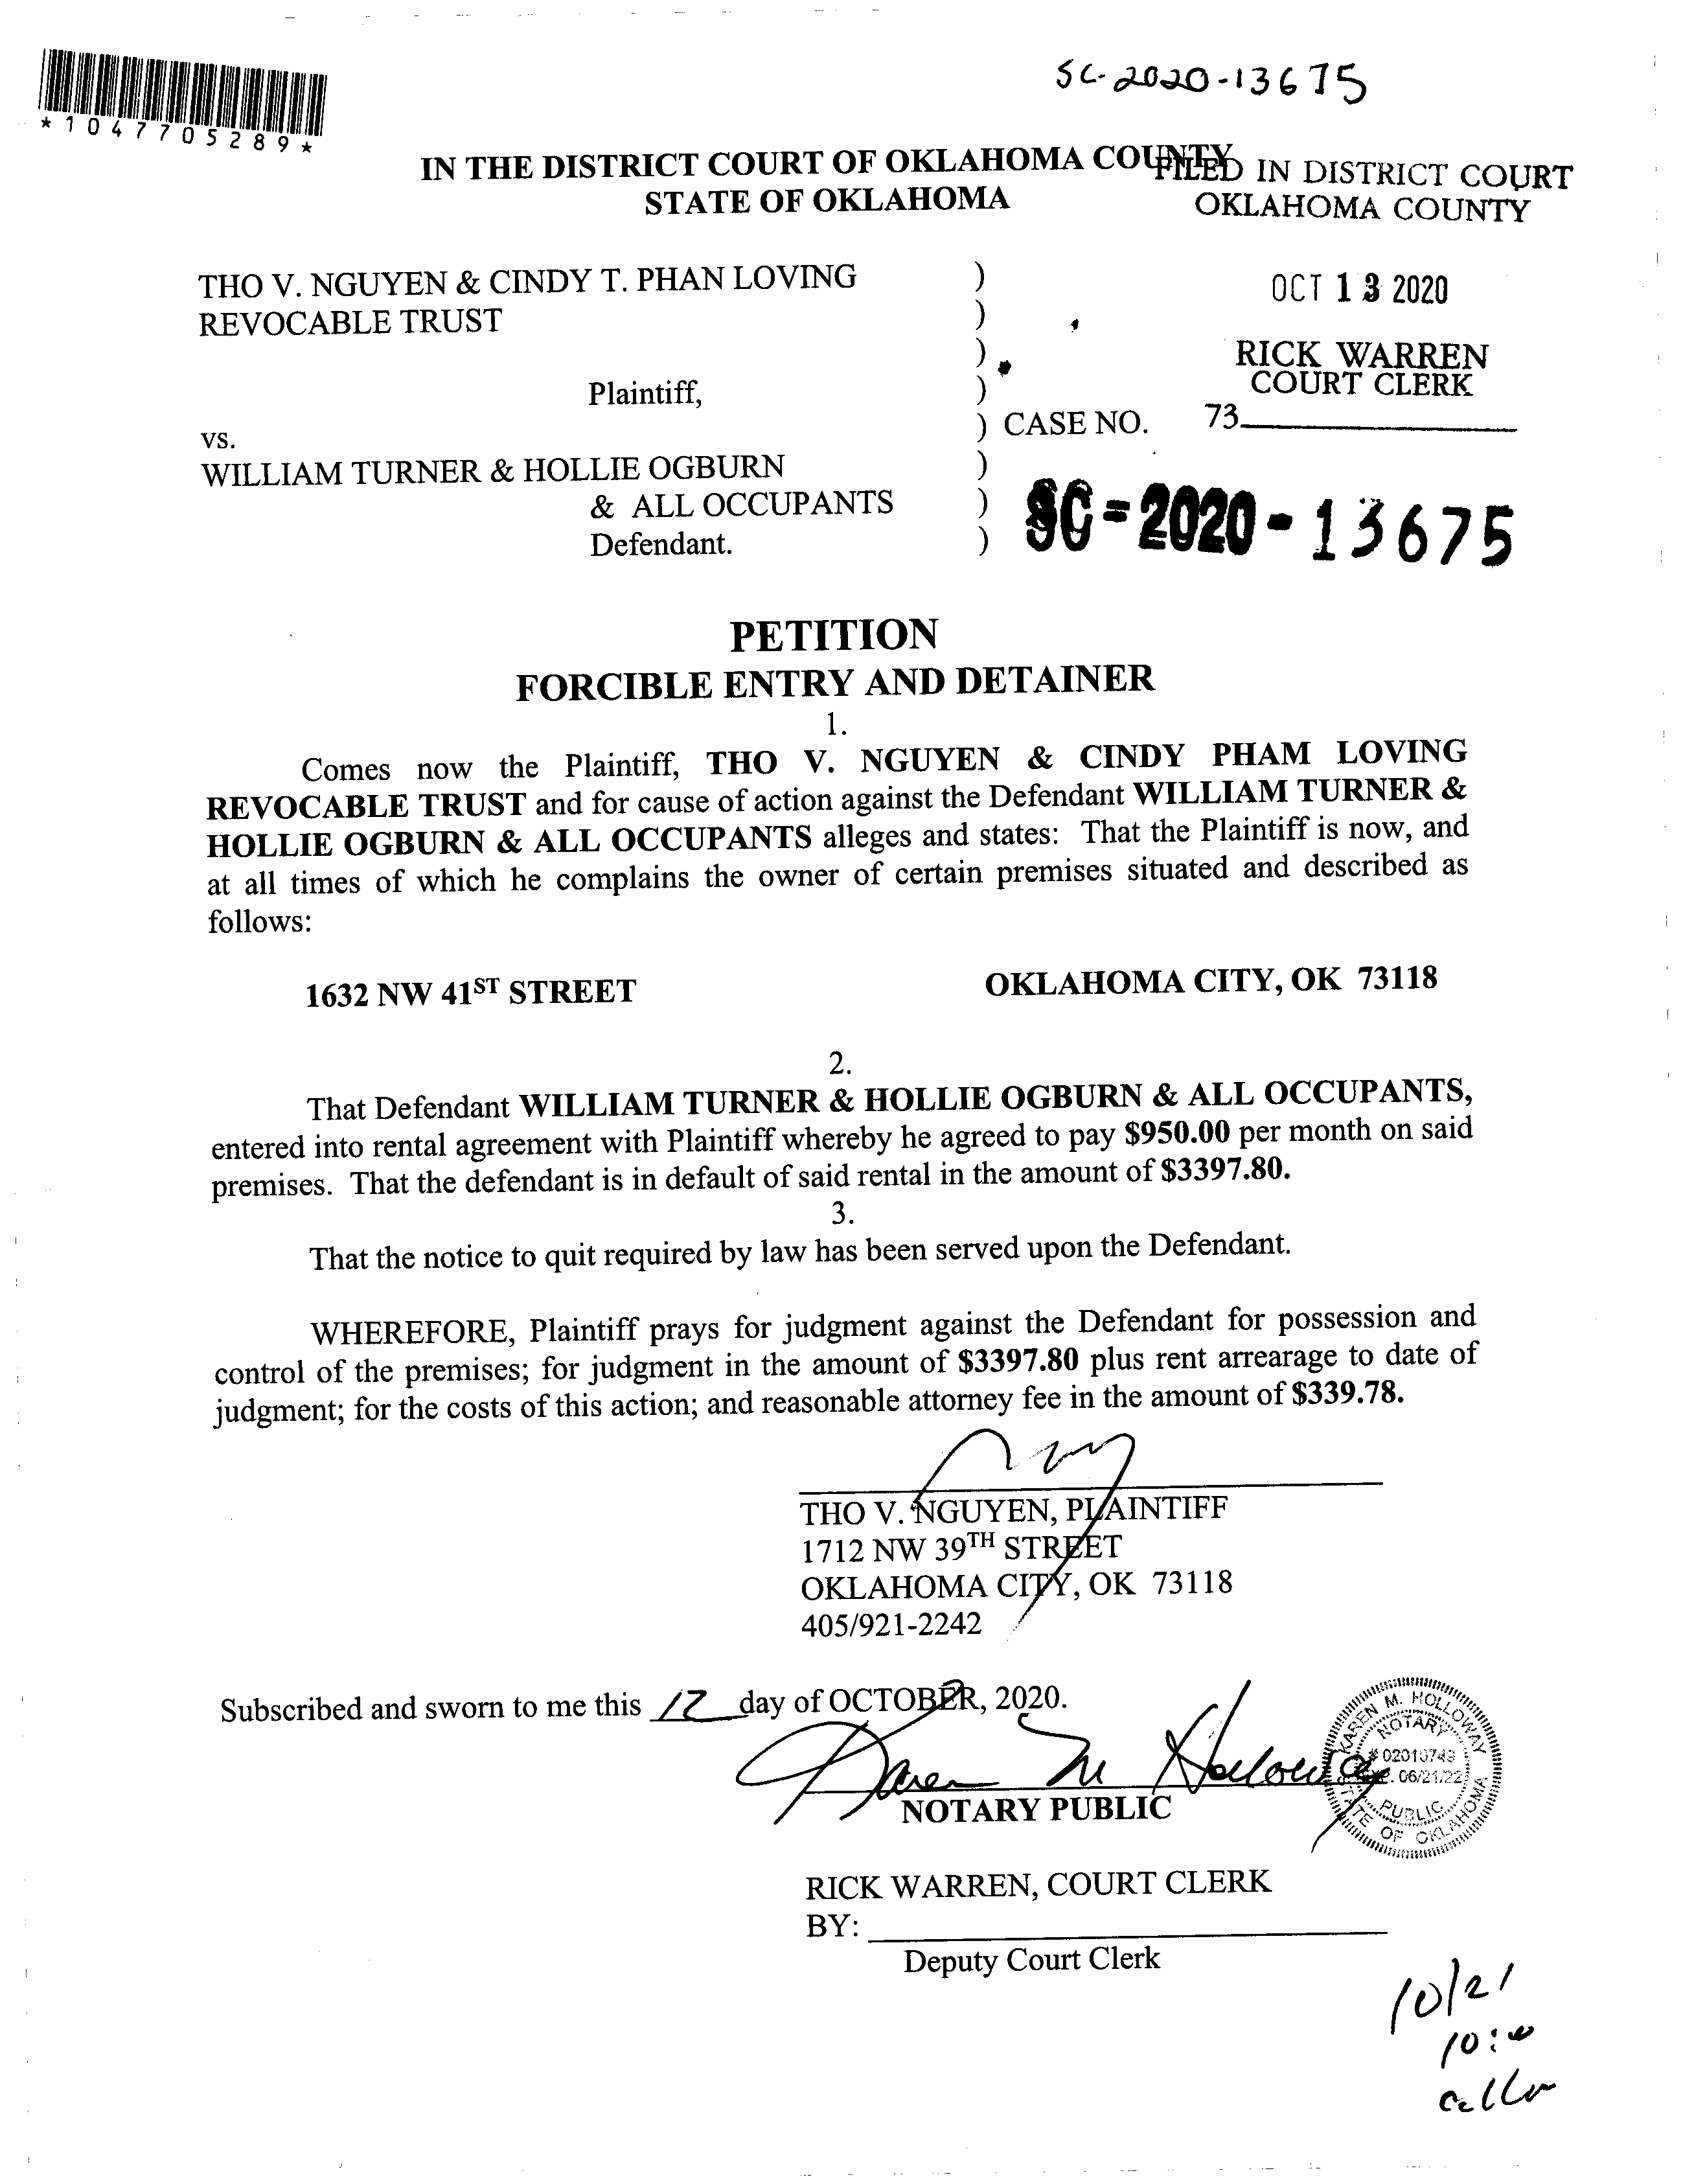 SC-2020-13675
*1047705289*
IN THE DISTRICT COURT OF OKLAHOMA COUNTY
STATE OF OKLAHOMA
FILED IN DISTRICT COURT
OKLAHOMA COUNTY
OCT 13 2020
RICK WARREN
COURT CLERK
73
THO V. NGUYEN & CINDY T. PHAN LOVING )
REVOCABLE TRUST )
)
Plaintiff, )
) CASE NO.
vs.
WILLIAM TURNER & HOLLIE OGBURN )
& ALL OCCUPANTS )
Defendant. )
SC-2020-13675
PETITION
FORCIBLE ENTRY AND DETAINER
1.
Comes now the Plaintiff, THO V. NGUYEN & CINDY PHAM LOVING
REVOCABLE TRUST and for cause of action against the Defendant WILLIAM TURNER &
HOLLIE OGBURN & ALL OCCUPANTS alleges and states: That the Plaintiff is now, and
at all times of which he complains the owner of certain premises situated and described as
follows:
1632 NW 41ST STREET OKLAHOMA CITY, OK 73118
2.
That Defendant WILLIAM TURNER & HOLLIE OGBURN & ALL OCCUPANTS,
entered into rental agreement with Plaintiff whereby he agreed to pay $950.00 per month on said
premises. That the defendant is in default of said rental in the amount of $3397.80.
3.
That the notice to quit required by law has been served upon the Defendant.
WHEREFORE, Plaintiff prays for judgment against the Defendant for possession and
control of the premises; for judgment in the amount of $3397.80 plus rent arrearage to date of
judgment; for the costs of this action; and reasonable attorney fee in the amount of $339.78.
THO V. NGUYEN, PLAINTIFF
1712 NW 39TH STREET
OKLAHOMA CITY, OK 73118
405/921-2242
Subscribed and sworn to me this 12 day of OCTOBER, 2020.
Karen M Holloway
NOTARY PUBLIC
KAREN M. HOLLOWAY
NOTARY
EXP. 06/21/22
PUBLIC
STATE OF OKLAHOMA
RICK WARREN, COURT CLERK
BY:
Deputy Court Clerk
10/21